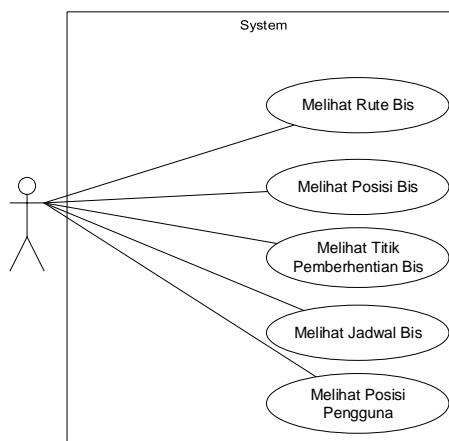 System
Melihat Rute Bis
Melihat Posisi Bis
Melihat Titik
Pemberhentian Bis
Melihat Jadwal Bis
Melihat Posisi
Pengguna